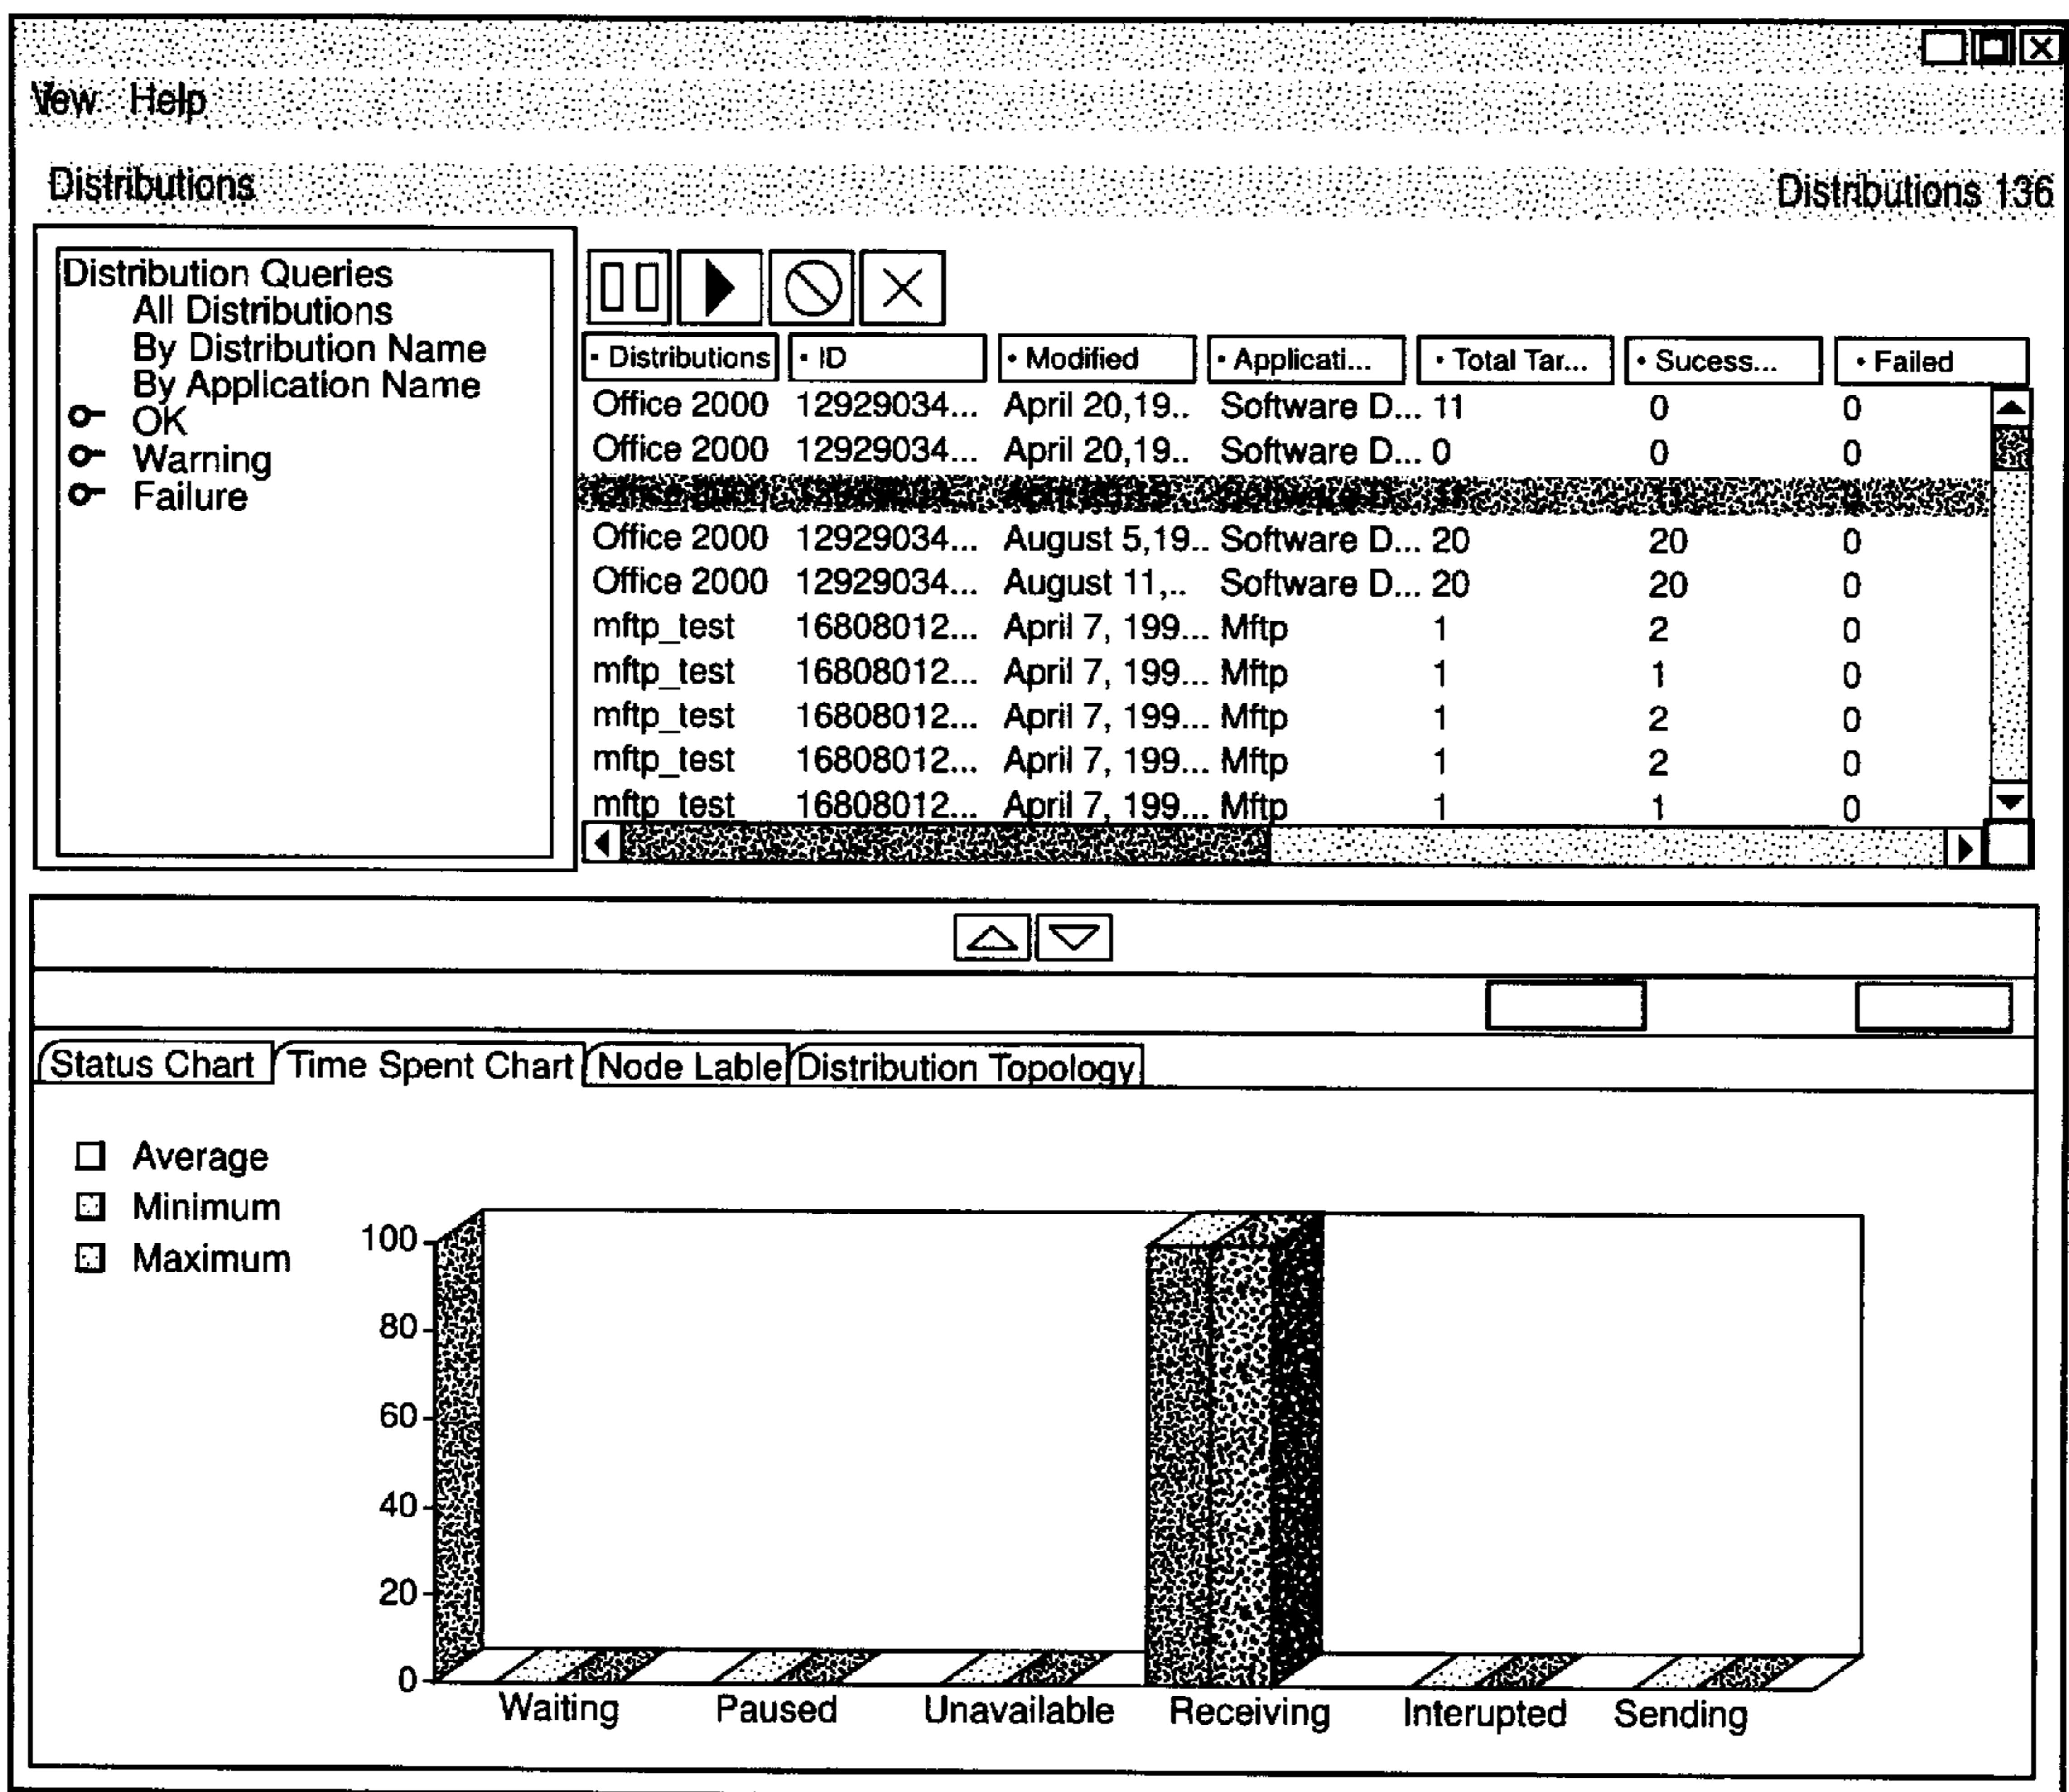 View Help
Distributions Distributions 136
Distribution Queries
All Distributions
By Distribution Name
By Application Name
OK
Warning
Failure
• Distributions • ID • Modified • Applicati... • Total Tar... • Sucess... • Failed
Office 2000 12929034... April 20,19.. Software D... 11 0 0
Office 2000 12929034... April 20,19.. Software D... 0 0 0
Office 2000 12929034... August 5,19.. Software D... 20 20 0
Office 2000 12929034... August 11,.. Software D... 20 20 0
mftp_test 16808012... April 7, 199... Mftp 1 2 0
mftp_test 16808012... April 7, 199... Mftp 1 1 0
mftp_test 16808012... April 7, 199... Mftp 1 2 0
mftp_test 16808012... April 7, 199... Mftp 1 2 0
mftp_test 16808012... April 7, 199... Mftp 1 1 0
Status Chart Time Spent Chart Node Lable Distribution Topology
Average
Minimum
Maximum
100
80
60
40
20
0
Waiting Paused Unavailable Receiving Interupted Sending